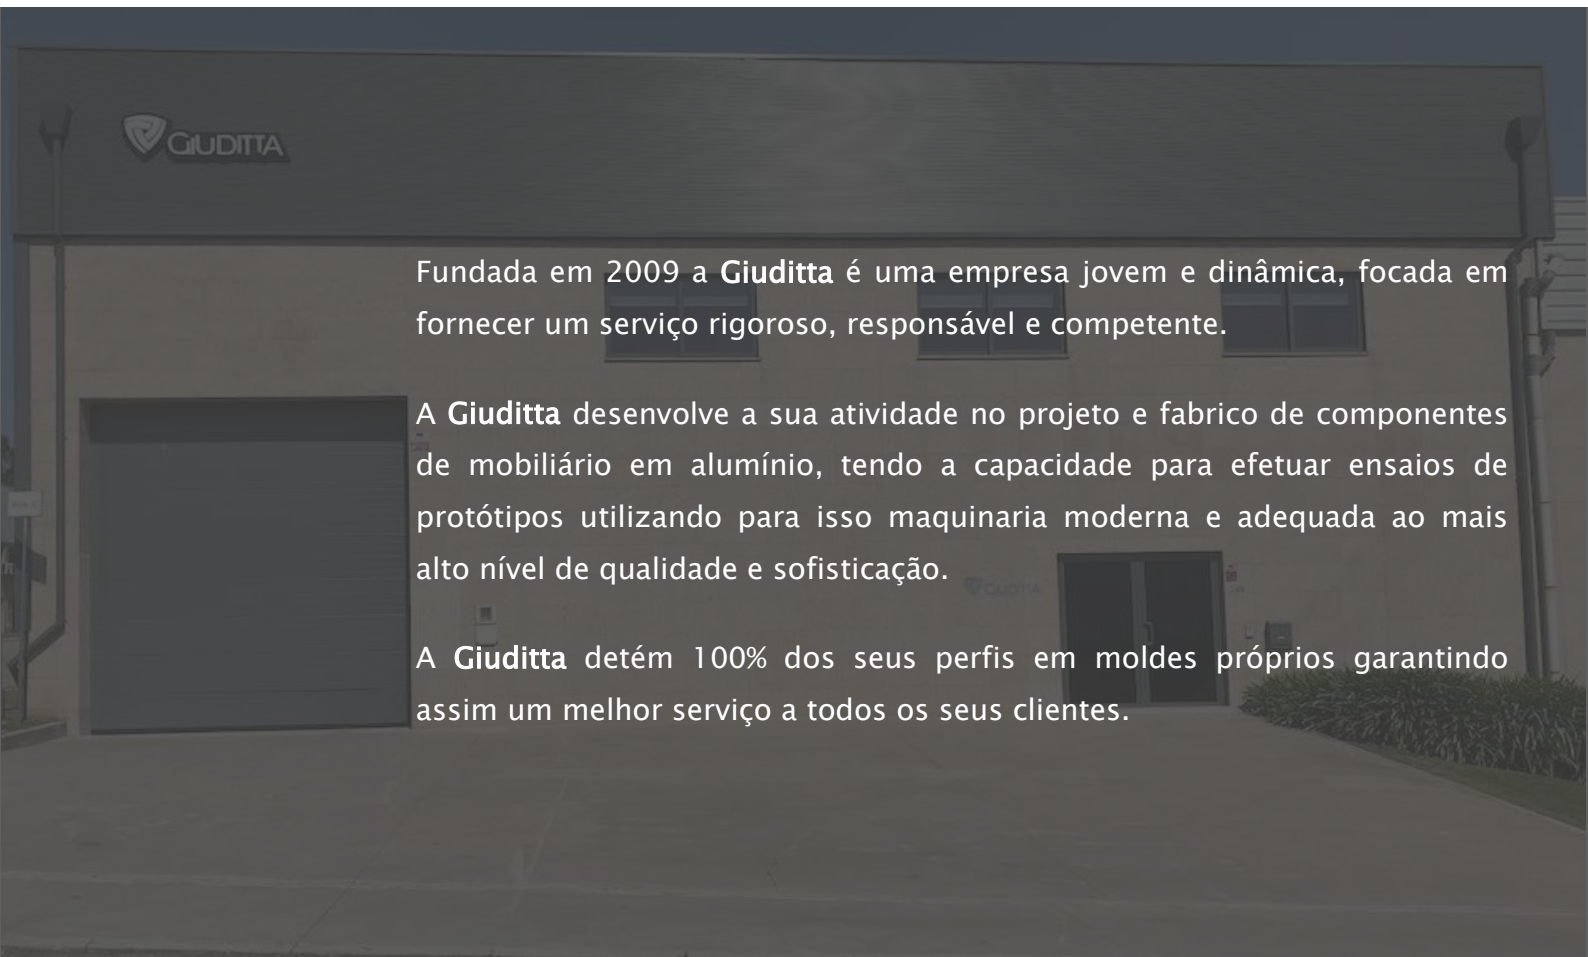 GIUDITTA
Fundada em 2009 a Giuditta é uma empresa jovem e dinâmica, focada em
fornecer um serviço rigoroso, responsável e competente.
A Giuditta desenvolve a sua atividade no projeto e fabrico de componentes
de mobiliário em alumínio, tendo a capacidade para efetuar ensaios de
protótipos utilizando para isso maquinaria moderna e adequada ao mais
alto nível de qualidade e sofisticação.
GIUDITTA
A Giuditta detém 100% dos seus perfis em moldes próprios garantindo
assim um melhor serviço a todos os seus clientes.